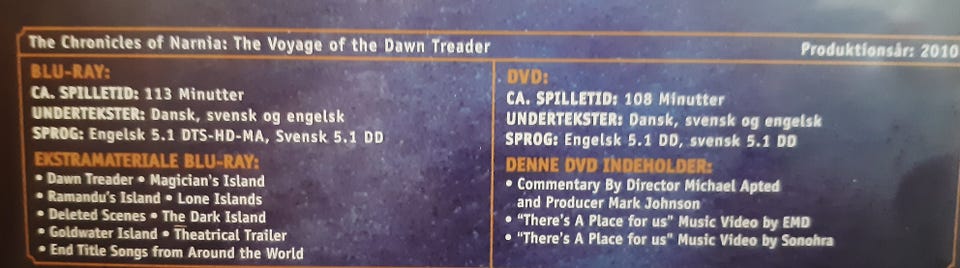 The Chronicles of Narnia: The Voyage of the Dawn Treader
Produktionsår: 2010
BLU-RAY:
CA. SPILLETID: 113 Minutter
UNDERTEKSTER: Dansk, svensk og engelsk
SPROG: Engelsk 5.1 DTS-HD-MA, Svensk 5.1 DD
EKSTRAMATERIALE BLU-RAY:
• Dawn Treader • Magician's Island
• Ramandu's Island • Lone Islands
• Deleted Scenes • The Dark Island
• Goldwater Island • Theatrical Trailer
• End Title Songs from Around the World
DVD:
CA. SPILLETID: 108 Minutter
UNDERTEKSTER: Dansk, svensk og engelsk
SPROG: Engelsk 5.1 DD, svensk 5.1 DD
DENNE DVD INDEHOLDER:
• Commentary By Director Michael Apted
and Producer Mark Johnson
• "There's A Place for us" Music Video by EMD
• "There's A Place for us" Music Video by Sonohra